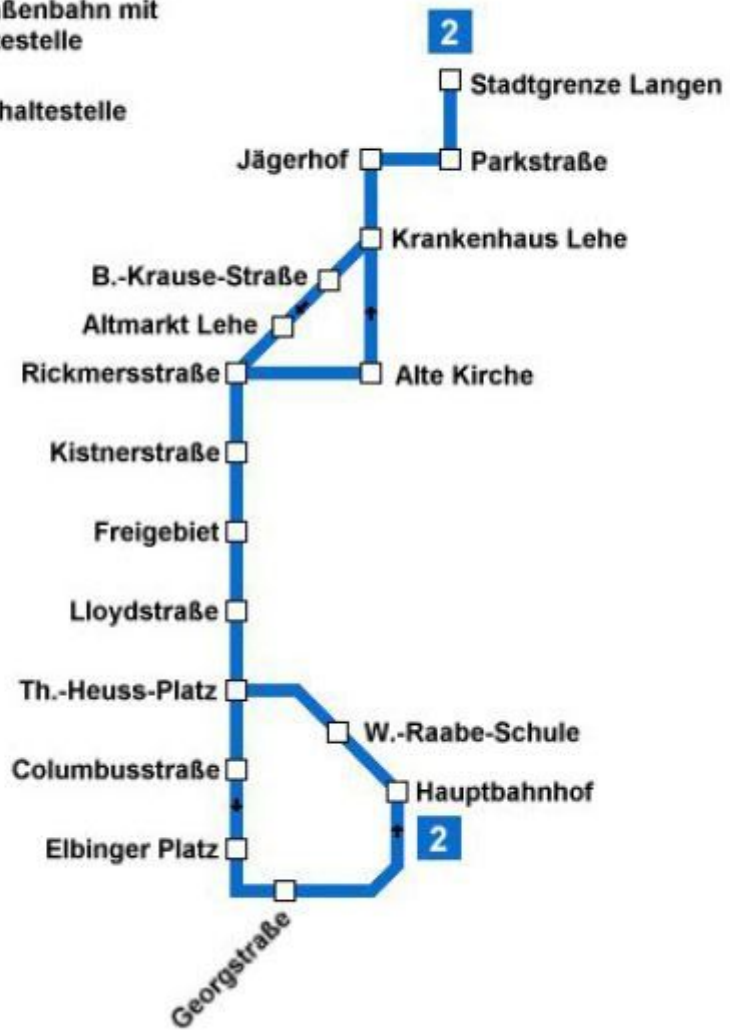 ßenbahn mit
estelle
haltestelle
2
Stadtgrenze Langen
Jägerhof
Parkstraße
Krankenhaus Lehe
B.-Krause-Straße
Altmarkt Lehe
Rickmersstraße
Alte Kirche
Kistnerstraße
Freigebiet
Lloydstraße
Th.-Heuss-Platz
W.-Raabe-Schule
Columbusstraße
Hauptbahnhof
2
Elbinger Platz
Georgstraße